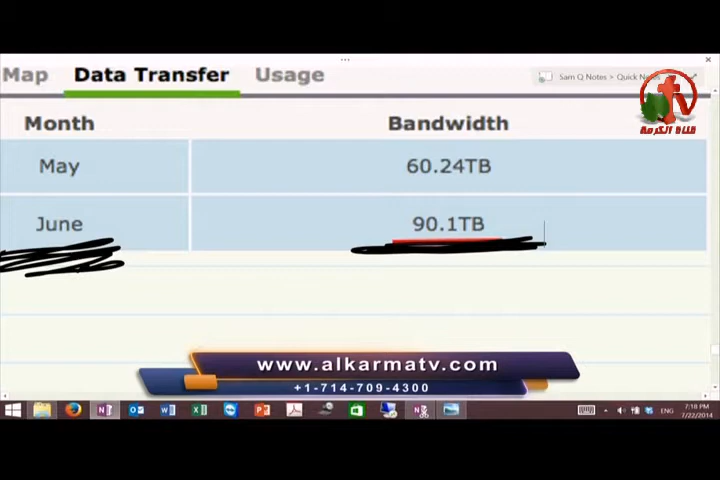 Map Data Transfer Usage
Sam Q Notes > Quick Notes
tv
قناة الكرمة
Month Bandwidth
May 60.24TB
June 90.1TB
www.alkarmatv.com
+1-714-709-4300
ENG
7:18 PM
7/22/2014